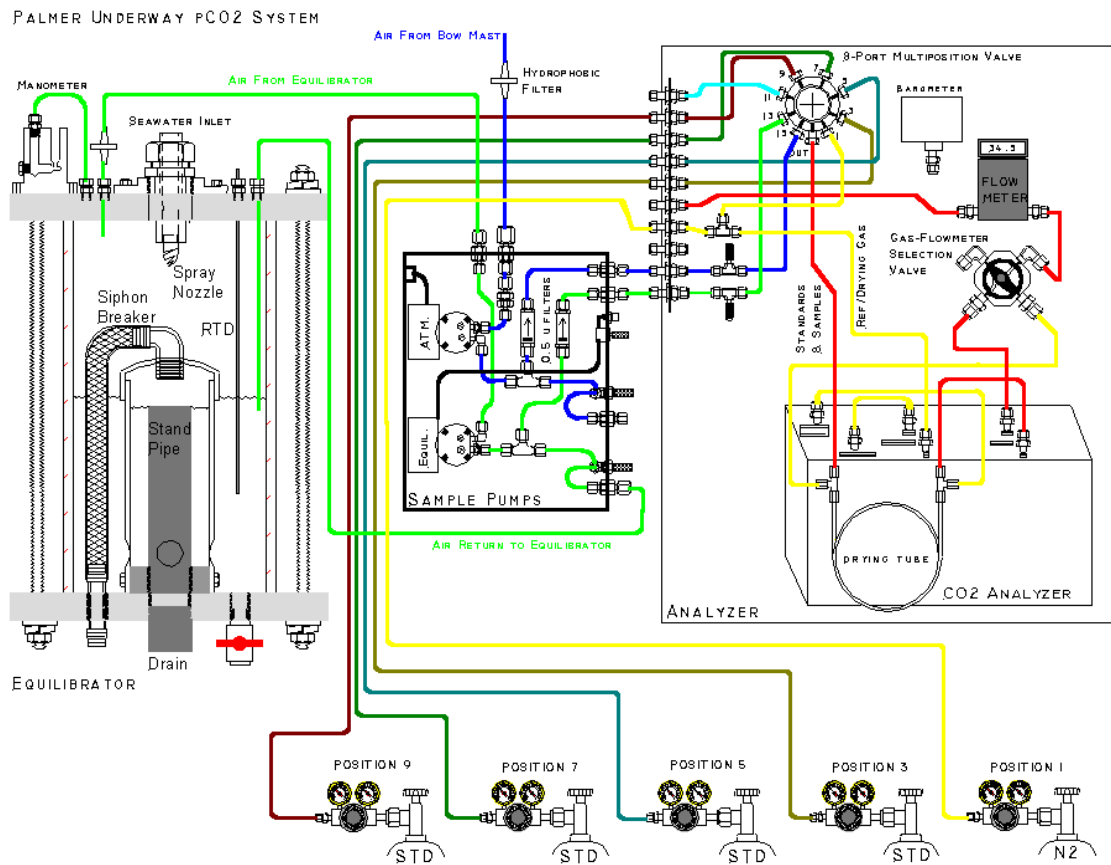 PALMER UNDERWAY PCO2 SYSTEM
AIR FROM BOW MAST
8-PORT MULTIPOSITION VALVE
HYDROPHOBIC
FILTER
AIR FROM EQUILIBRATOR
MANOMETER
SEAWATER INLET
BAROMETER
9
7
5
11
3
13
15
1
OUT
34.5
FLOW
METER
GAS-FLOWMETER
SELECTION
VALVE
Spray
Nozzle
Siphon
Breaker
RTD
ATM.
0.5 U FILTERS
STANDARDS
& SAMPLES
REF/DRYING GAS
Stand
Pipe
EQUIL.
SAMPLE PUMPS
AIR RETURN TO EQUILIBRATOR
DRYING TUBE
CO2 ANALYZER
ANALYZER
Drain
EQUILIBRATOR
POSITION 9
POSITION 7
POSITION 5
POSITION 3
POSITION 1
STD
STD
STD
STD
N2